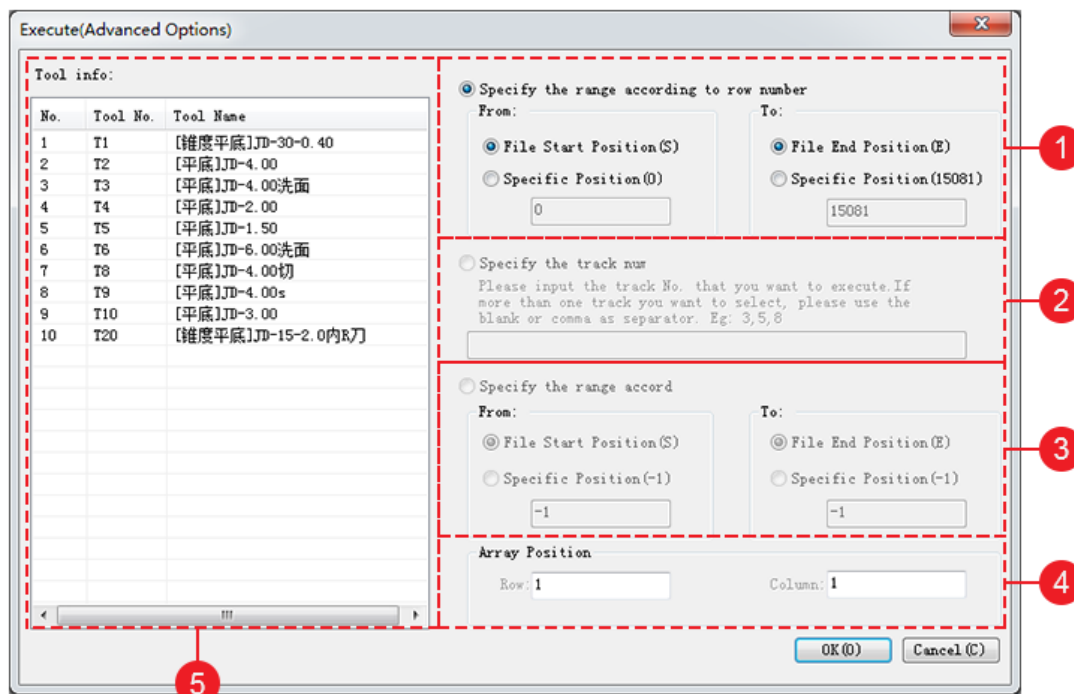 Execute(Advanced Options)
Tool info:
No. Tool No. Tool Name
1 T1 [锥度平底]JD-30-0.40
2 T2 [平底]JD-4.00
3 T3 [平底]JD-4.00洗面
4 T4 [平底]JD-2.00
5 T5 [平底]JD-1.50
6 T6 [平底]JD-6.00洗面
7 T8 [平底]JD-4.00切
8 T9 [平底]JD-4.00s
9 T10 [平底]JD-3.00
10 T20 [锥度平底]JD-15-2.0内R刀
5
Specify the range according to row number
From: To:
File Start Position(S) File End Position(E)
Specific Position(0) Specific Position(15081)
0 15081
1
Specify the track num
Please input the track No. that you want to execute.If
more than one track you want to select, please use the
blank or comma as separator. Eg: 3,5,8
2
Specify the range accord
From: To:
File Start Position(S) File End Position(E)
Specific Position(-1) Specific Position(-1)
-1 -1
3
Array Position
Row: 1 Column: 1
4
OK(O) Cancel(C)